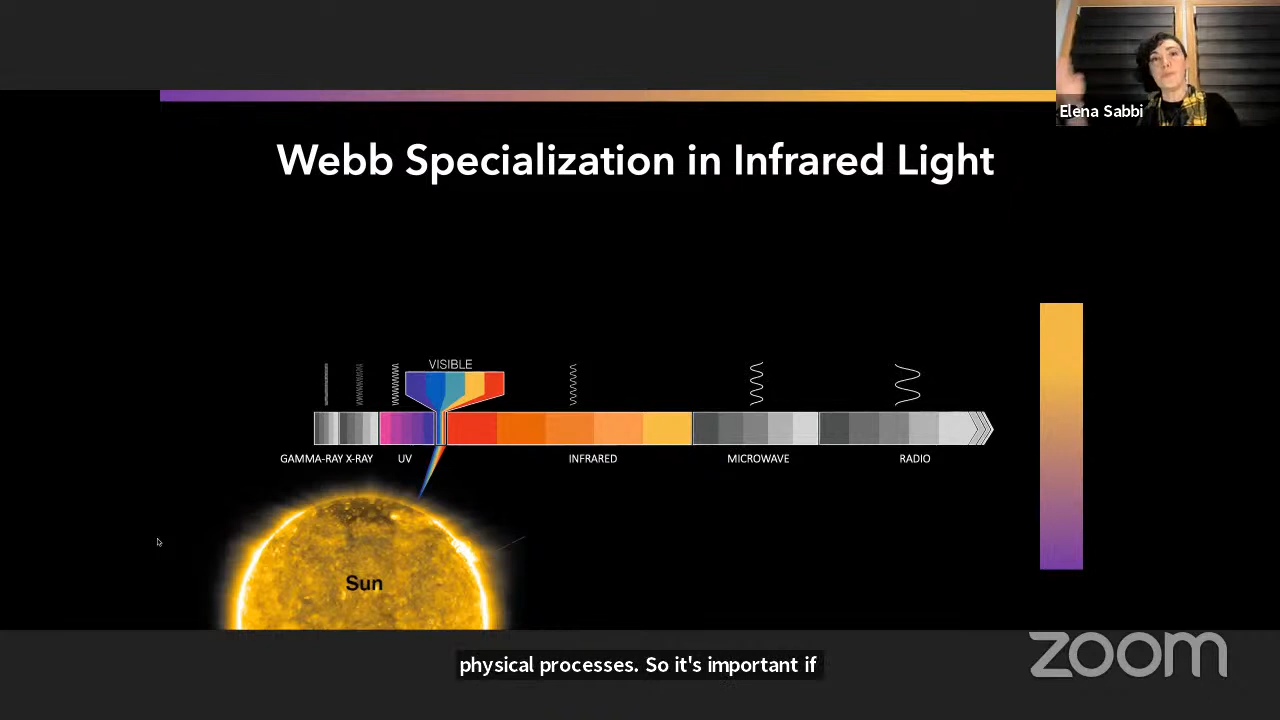 Elena Sabbi
Webb Specialization in Infrared Light
VISIBLE
GAMMA-RAY X-RAY UV INFRARED MICROWAVE RADIO
Sun
physical processes. So it's important if
zoom